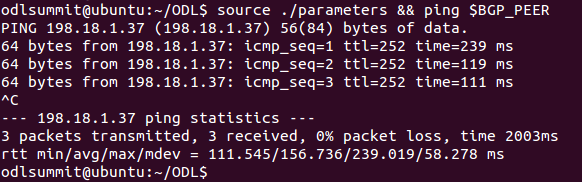 odlsummit@ubuntu:~/ODL$ source ./parameters && ping $BGP_PEER
PING 198.18.1.37 (198.18.1.37) 56(84) bytes of data.
64 bytes from 198.18.1.37: icmp_seq=1 ttl=252 time=239 ms
64 bytes from 198.18.1.37: icmp_seq=2 ttl=252 time=119 ms
64 bytes from 198.18.1.37: icmp_seq=3 ttl=252 time=111 ms
^C
--- 198.18.1.37 ping statistics ---
3 packets transmitted, 3 received, 0% packet loss, time 2003ms
rtt min/avg/max/mdev = 111.545/156.736/239.019/58.278 ms
odlsummit@ubuntu:~/ODL$